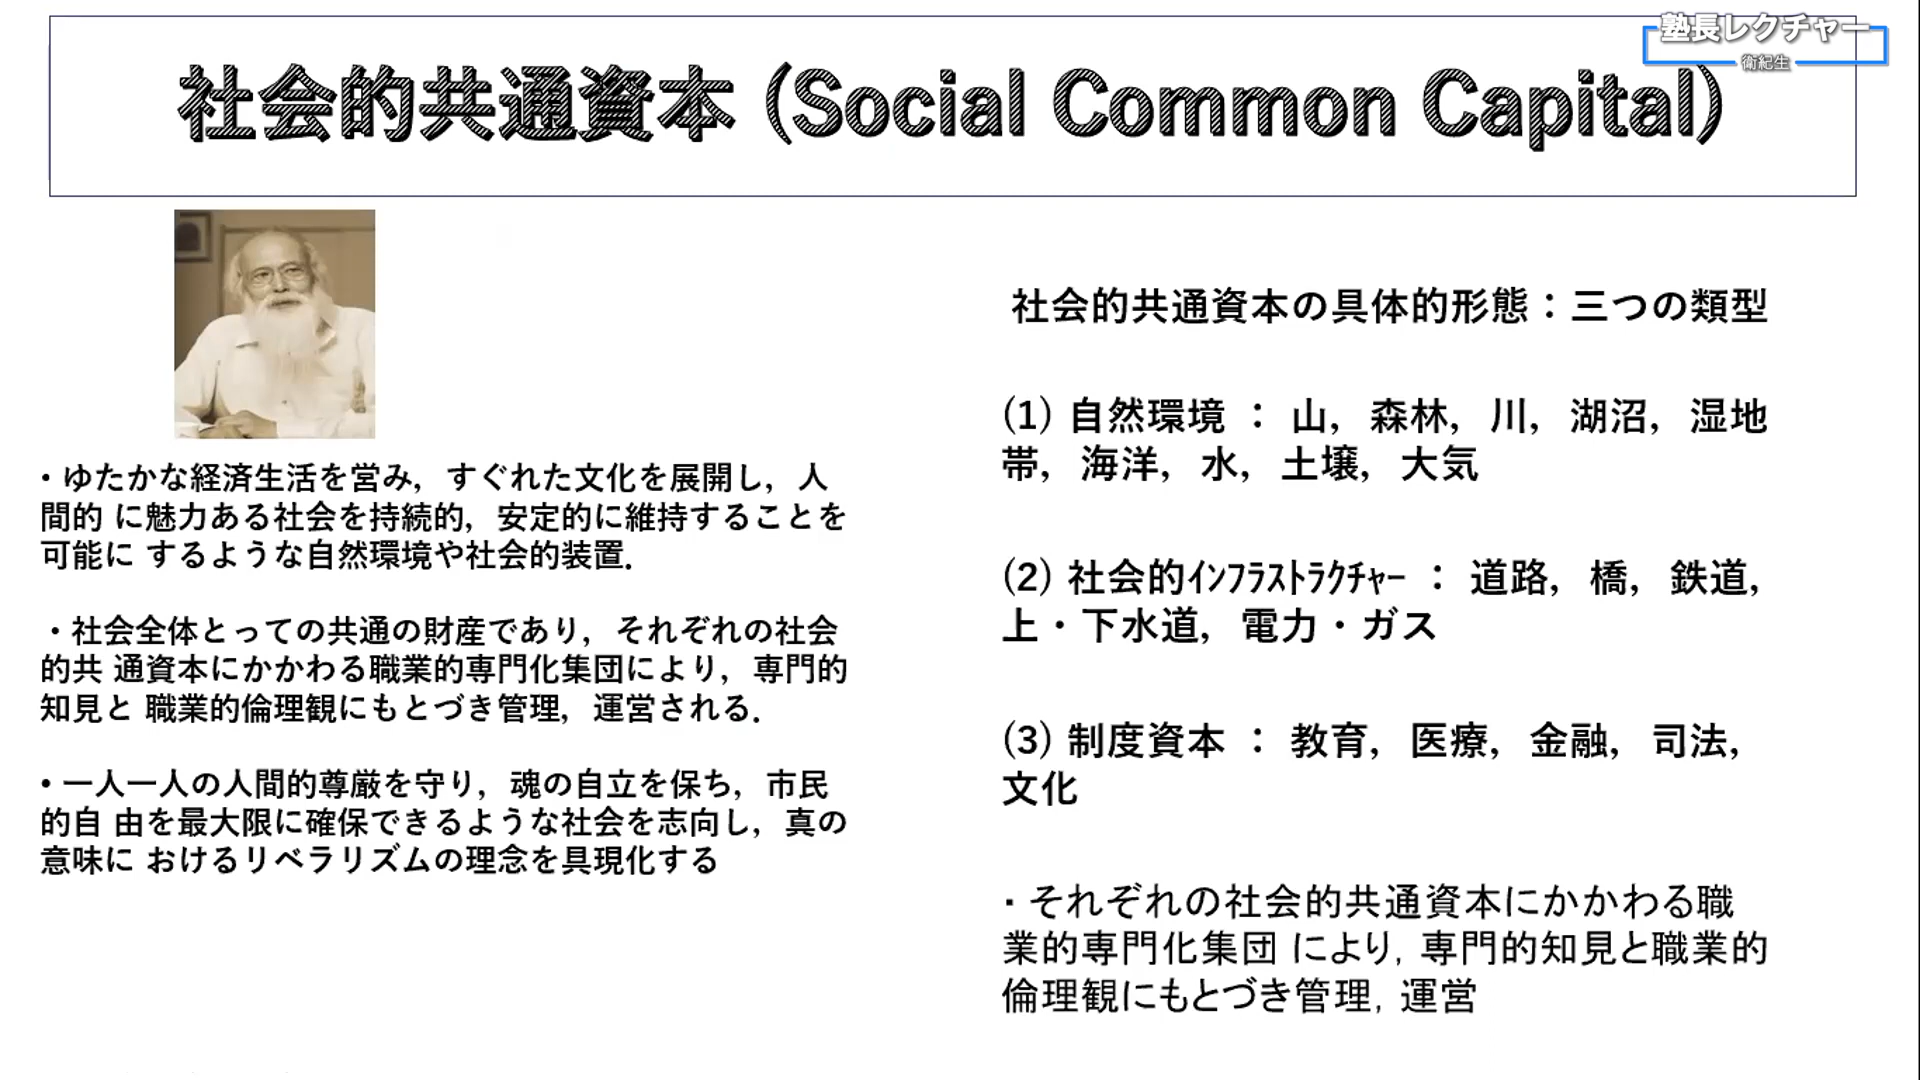 塾長レクチャー
衛紀生
社会的共通資本 (Social Common Capital)
・ゆたかな経済生活を営み，すぐれた文化を展開し，人
間的 に魅力ある社会を持続的，安定的に維持することを
可能に するような自然環境や社会的装置．
・社会全体とっての共通の財産であり，それぞれの社会
的共 通資本にかかわる職業的専門化集団により，専門的
知見と 職業的倫理観にもとづき管理，運営される．
・一人一人の人間的尊厳を守り，魂の自立を保ち，市民
的自 由を最大限に確保できるような社会を志向し，真の
意味に おけるリベラリズムの理念を具現化する
社会的共通資本の具体的形態：三つの類型
(1) 自然環境 ： 山， 森林， 川， 湖沼， 湿地
帯， 海洋， 水， 土壌， 大気
(2) 社会的ｲﾝﾌﾗｽﾄﾗｸﾁｬｰ ： 道路， 橋， 鉄道，
上・下水道， 電力・ガス
(3) 制度資本 ： 教育， 医療， 金融， 司法，
文化
・それぞれの社会的共通資本にかかわる職
業的専門化集団 により，専門的知見と職業的
倫理観にもとづき管理，運営